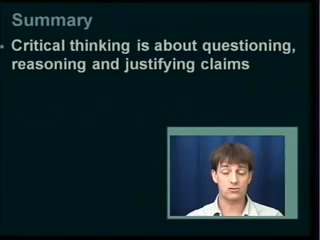 Summary
Critical thinking is about questioning,
reasoning and justifying claims